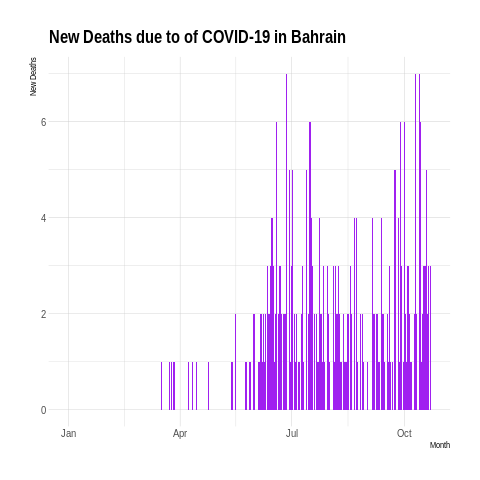 New Deaths due to of COVID-19 in Bahrain
New Deaths
6
4
2
0
Jan Apr Jul Oct
Month